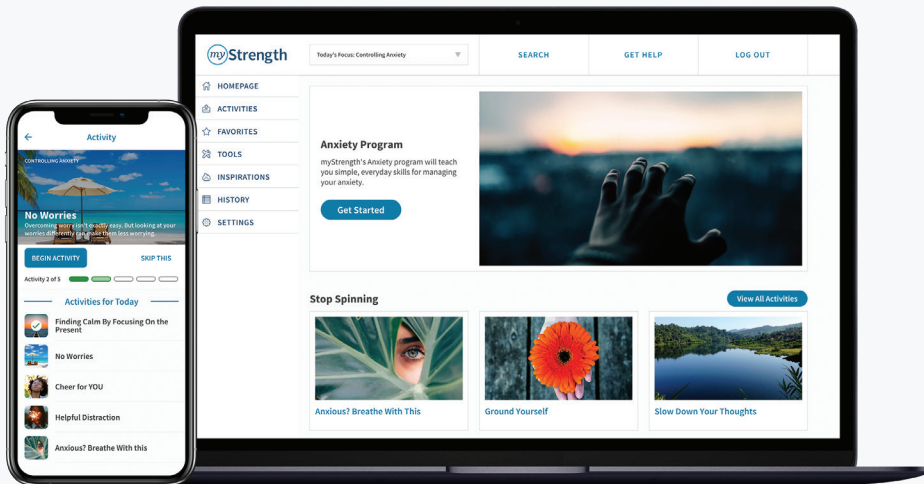 Activity
CONTROLLING ANXIETY
No Worries
Overcoming worry isn't exactly easy. But looking at your
worries differently can make them less worrying.
BEGIN ACTIVITY
SKIP THIS
Activity 2 of 5
Activities for Today
Finding Calm By Focusing On the
Present
No Worries
Cheer for YOU
Helpful Distraction
Anxious? Breathe With this
myStrength
Today's Focus: Controlling Anxiety
SEARCH
GET HELP
LOG OUT
HOMEPAGE
ACTIVITIES
FAVORITES
TOOLS
INSPIRATIONS
HISTORY
SETTINGS
Anxiety Program
myStrength's Anxiety program will teach
you simple, everyday skills for managing
your anxiety.
Get Started
Stop Spinning
View All Activities
Anxious? Breathe With This
Ground Yourself
Slow Down Your Thoughts